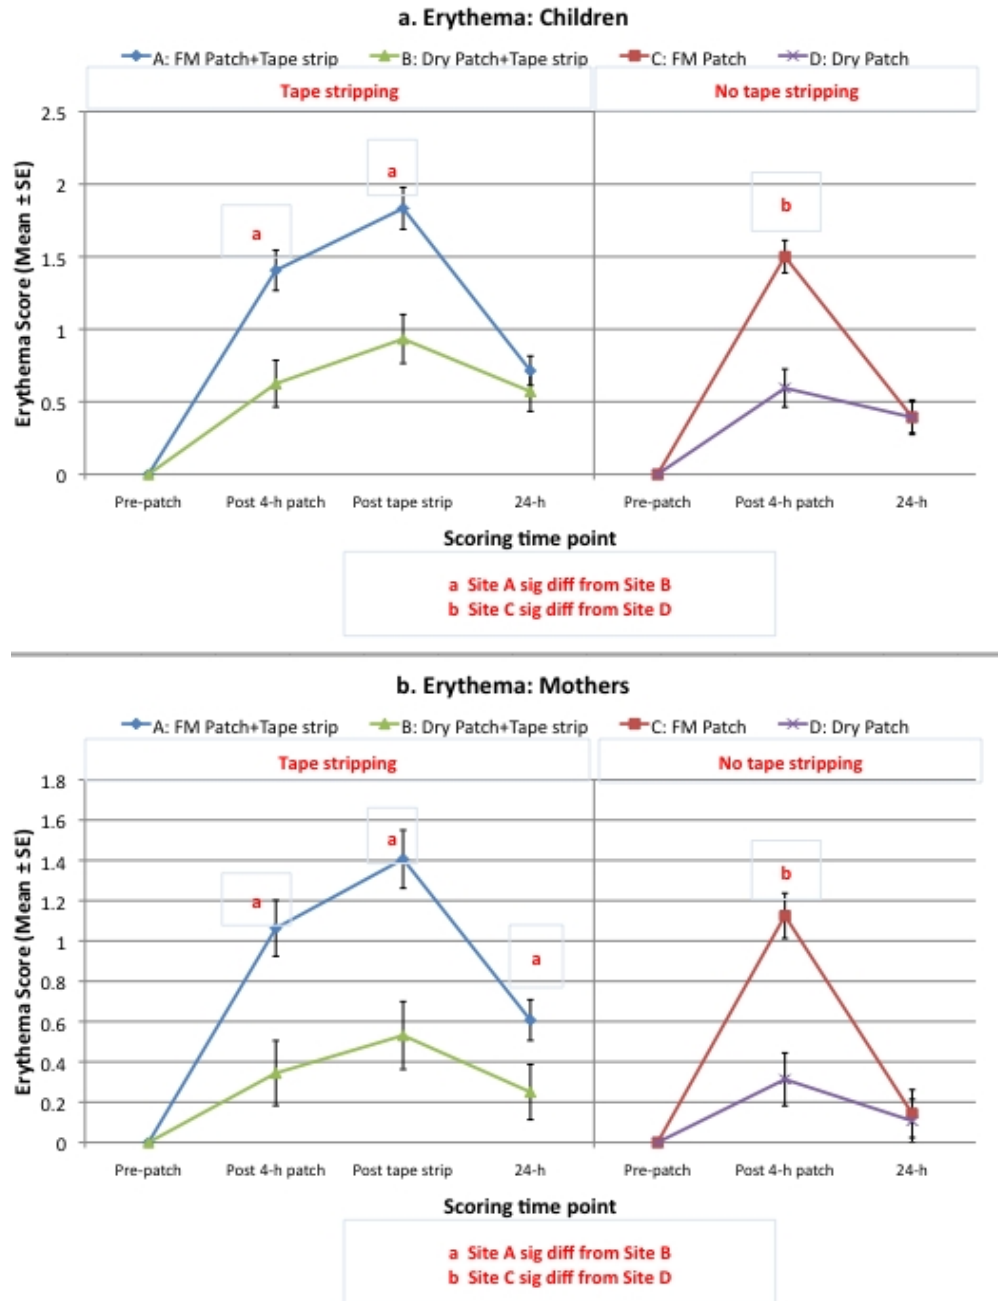 a. Erythema: Children
A: FM Patch+Tape strip B: Dry Patch+Tape strip C: FM Patch D: Dry Patch
Tape stripping No tape stripping
Erythema Score (Mean ± SE)
2.5
2
1.5
1
0.5
0
a
a
b
Pre-patch Post 4-h patch Post tape strip 24-h Pre-patch Post 4-h patch 24-h
Scoring time point
a Site A sig diff from Site B
b Site C sig diff from Site D
b. Erythema: Mothers
A: FM Patch+Tape strip B: Dry Patch+Tape strip C: FM Patch D: Dry Patch
Tape stripping No tape stripping
Erythema Score (Mean ± SE)
1.8
1.6
1.4
1.2
1
0.8
0.6
0.4
0.2
0
a
a
a
b
Pre-patch Post 4-h patch Post tape strip 24-h Pre-patch Post 4-h patch 24-h
Scoring time point
a Site A sig diff from Site B
b Site C sig diff from Site D